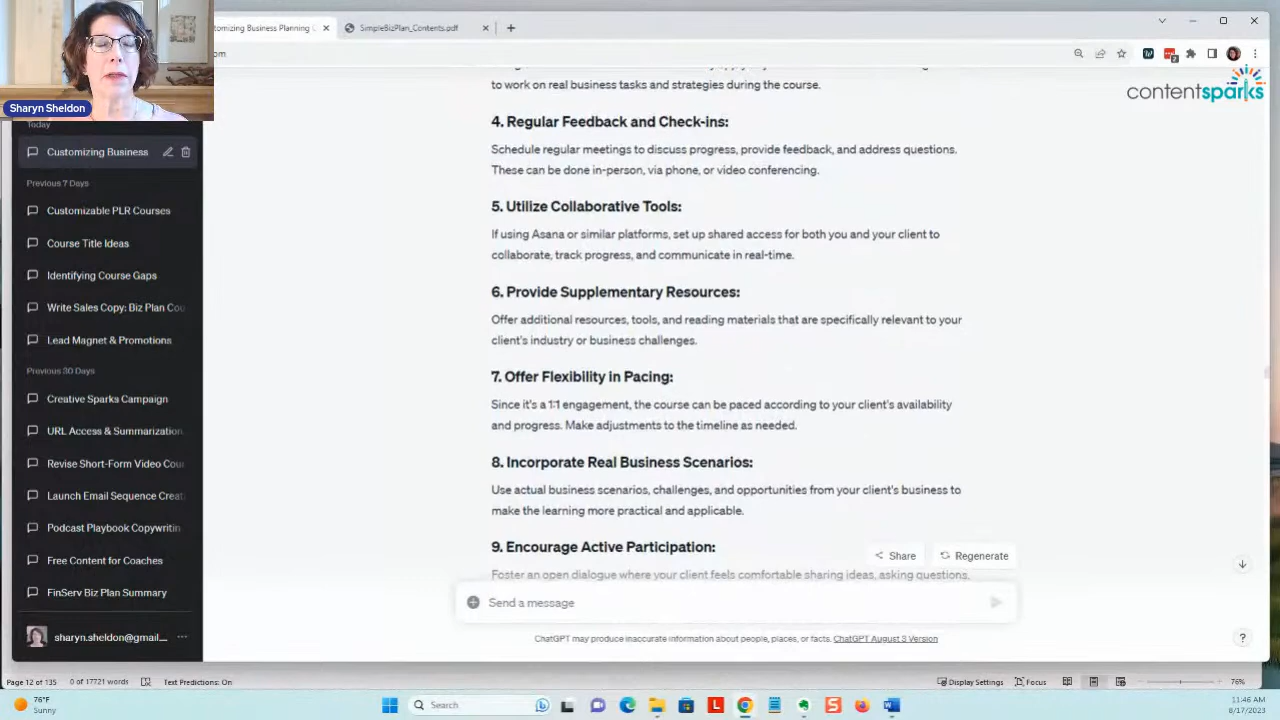 customizing Business Planning
SimpleBizPlan_Contents.pdf
om
contentsparks
Sharyn Sheldon
Today
Customizing Business
Previous 7 Days
Customizable PLR Courses
Course Title Ideas
Identifying Course Gaps
Write Sales Copy: Biz Plan Cou
Lead Magnet & Promotions
Previous 30 Days
Creative Sparks Campaign
URL Access & Summarization
Revise Short-Form Video Cou
Launch Email Sequence Creat
Podcast Playbook Copywritin
Free Content for Coaches
FinServ Biz Plan Summary
sharyn.sheldon@gmail...
to work on real business tasks and strategies during the course.
4. Regular Feedback and Check-ins:
Schedule regular meetings to discuss progress, provide feedback, and address questions.
These can be done in-person, via phone, or video conferencing.
5. Utilize Collaborative Tools:
If using Asana or similar platforms, set up shared access for both you and your client to
collaborate, track progress, and communicate in real-time.
6. Provide Supplementary Resources:
Offer additional resources, tools, and reading materials that are specifically relevant to your
client's industry or business challenges.
7. Offer Flexibility in Pacing:
Since it's a 1:1 engagement, the course can be paced according to your client's availability
and progress. Make adjustments to the timeline as needed.
8. Incorporate Real Business Scenarios:
Use actual business scenarios, challenges, and opportunities from your client's business to
make the learning more practical and applicable.
9. Encourage Active Participation:
Share
Regenerate
Foster an open dialogue where your client feels comfortable sharing ideas, asking questions,
Send a message
ChatGPT may produce inaccurate information about people, places, or facts. ChatGPT August 3 Version
?
Page 12 of 135
0 of 17721 words
Text Predictions: On
Display Settings
Focus
76%
76°F
Sunny
Search
11:46 AM
8/17/2023